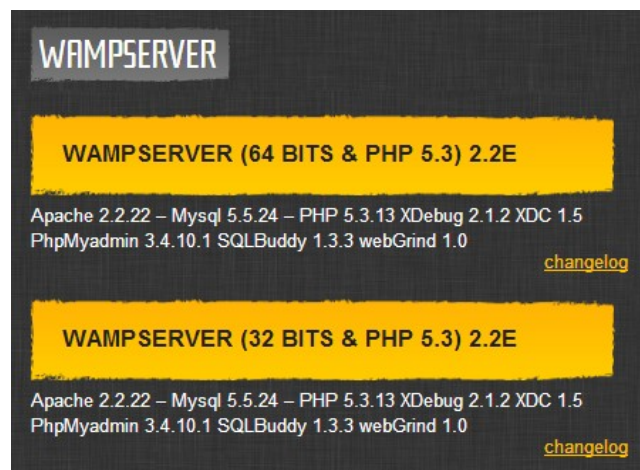 WAMPSERVER
WAMPSERVER (64 BITS & PHP 5.3) 2.2E
Apache 2.2.22 – Mysql 5.5.24 – PHP 5.3.13 XDebug 2.1.2 XDC 1.5
PhpMyadmin 3.4.10.1 SQLBuddy 1.3.3 webGrind 1.0
changelog
WAMPSERVER (32 BITS & PHP 5.3) 2.2E
Apache 2.2.22 – Mysql 5.5.24 – PHP 5.3.13 XDebug 2.1.2 XDC 1.5
PhpMyadmin 3.4.10.1 SQLBuddy 1.3.3 webGrind 1.0
changelog